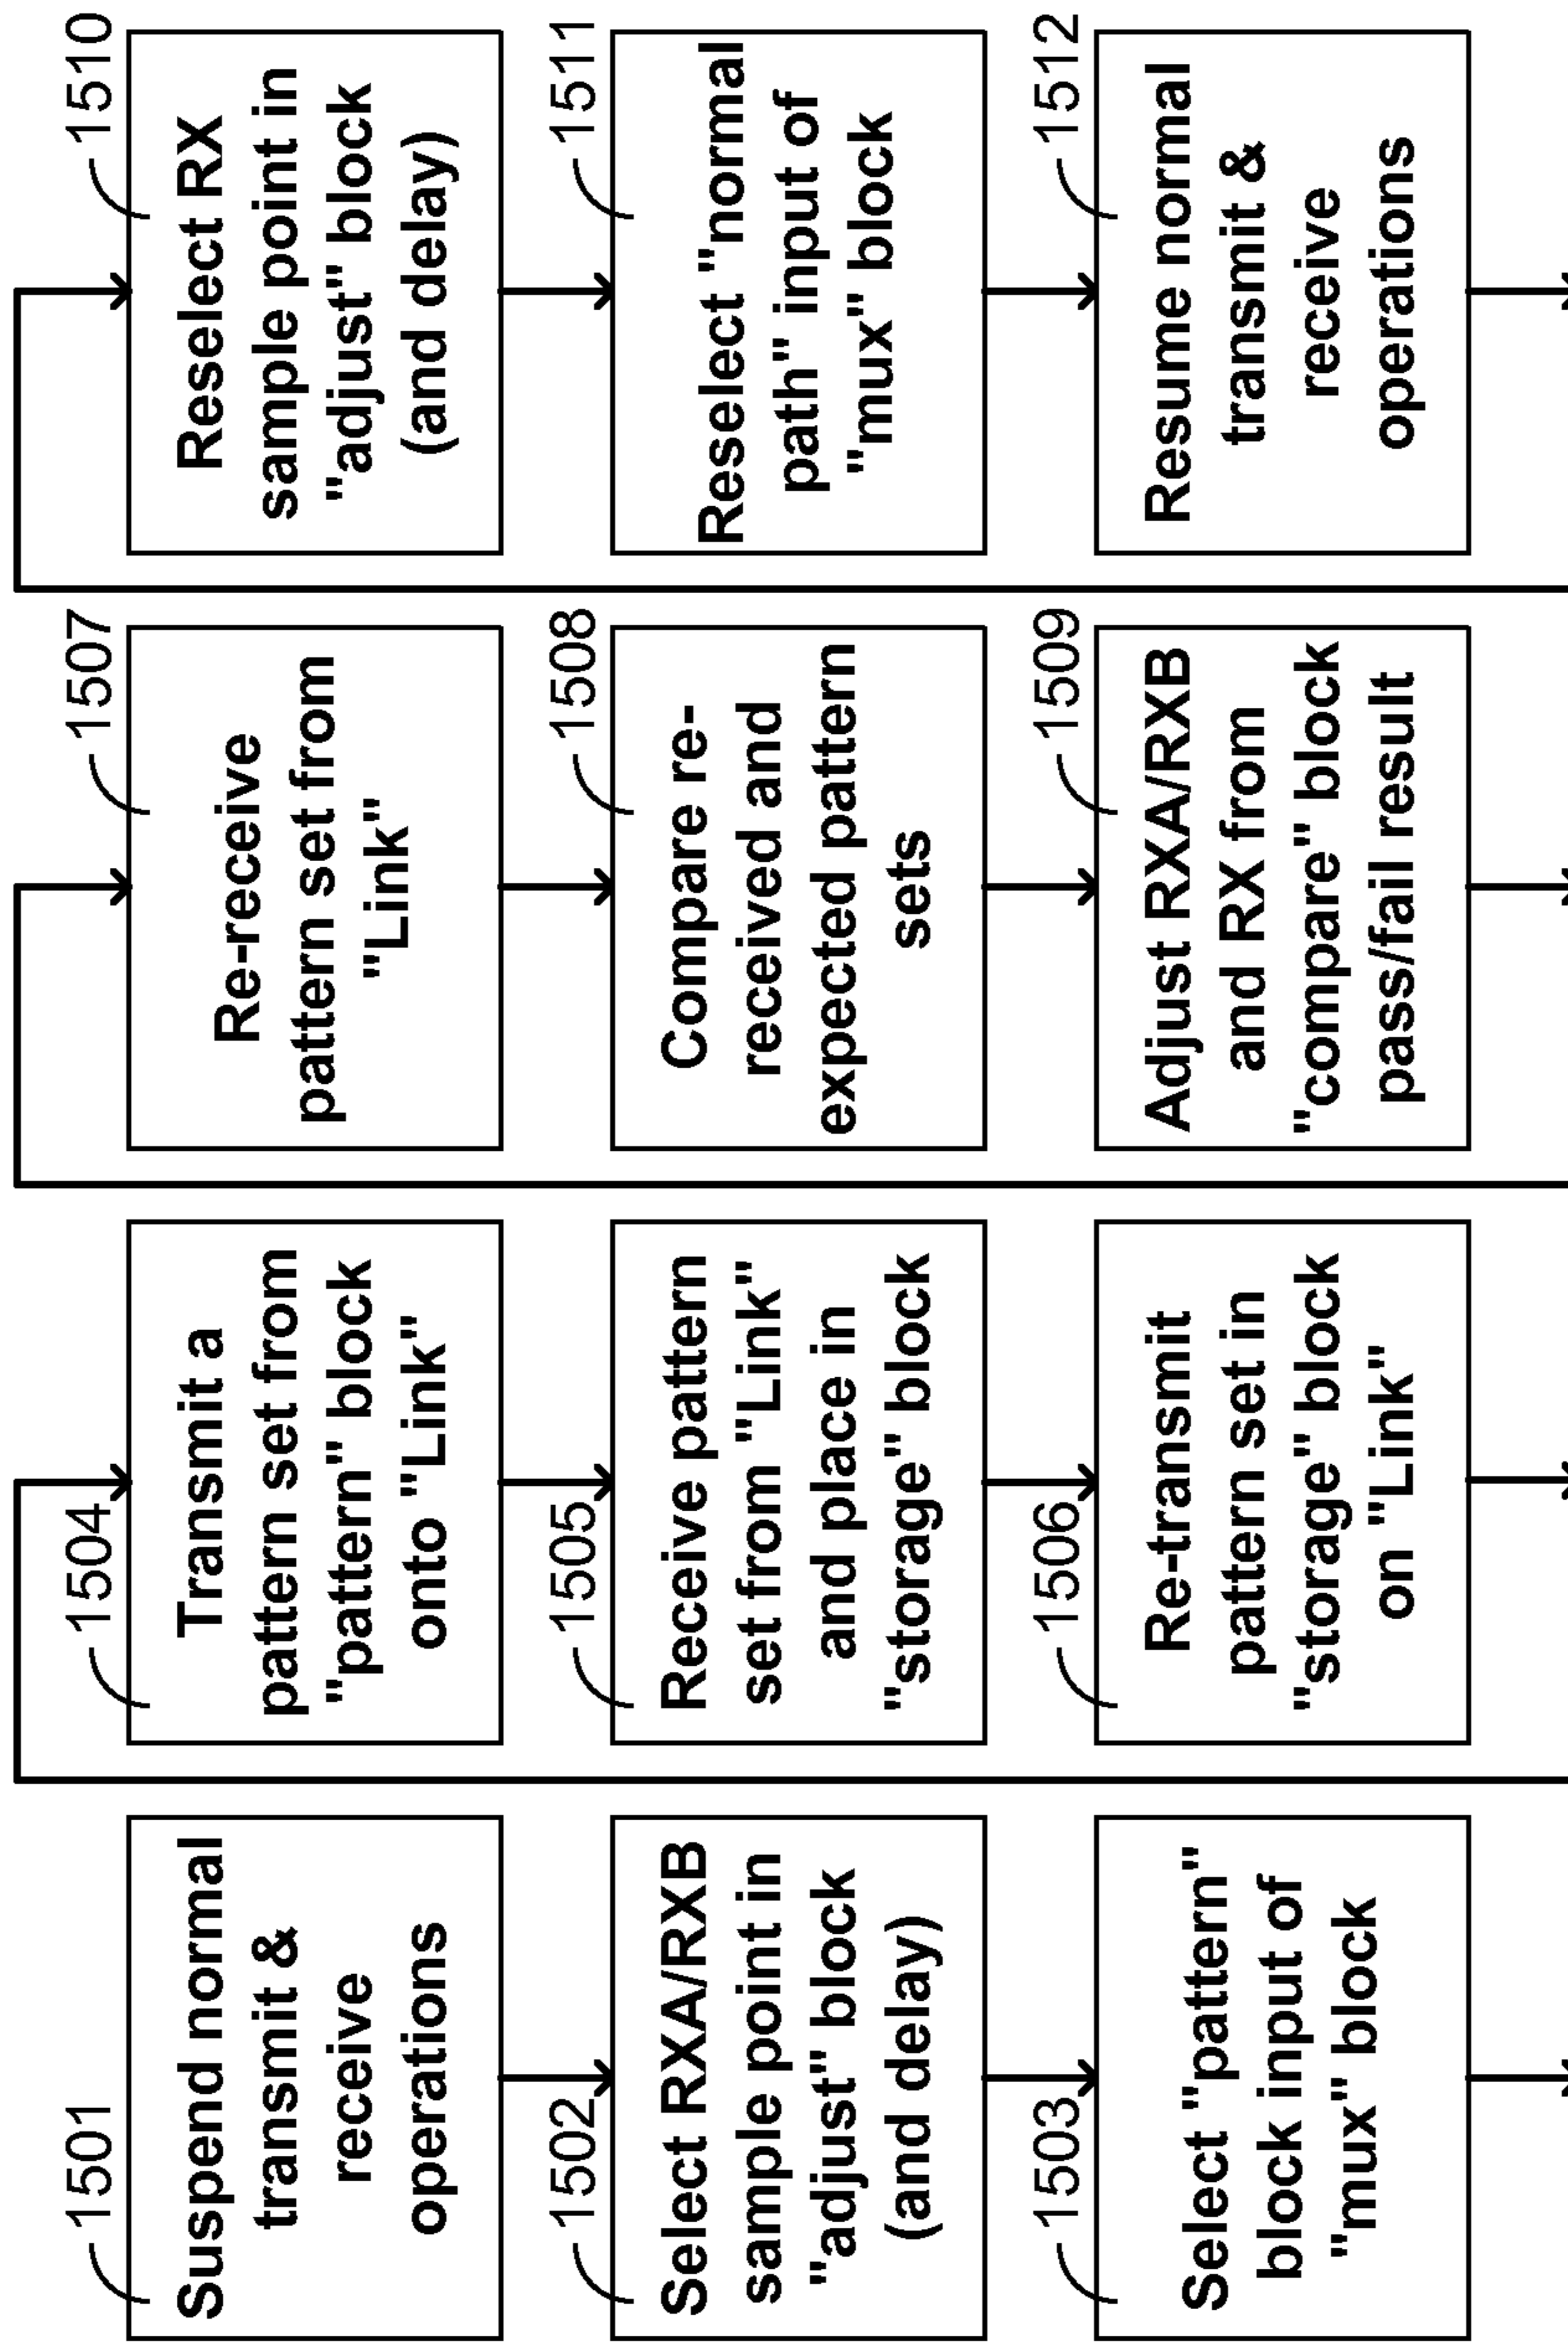 1501
Suspend normal
transmit &
receive
operations
1502
Select RXA/RXB
sample point in
"adjust" block
(and delay)
1503
Select "pattern"
block input of
"mux" block
1504
Transmit a
pattern set from
"pattern" block
onto "Link"
1505
Receive pattern
set from "Link"
and place in
"storage" block
1506
Re-transmit
pattern set in
"storage" block
on "Link"
1507
Re-receive
pattern set from
"Link"
1508
Compare re-
received and
expected pattern
sets
1509
Adjust RXA/RXB
and RX from
"compare" block
pass/fail result
1510
Reselect RX
sample point in
"adjust" block
(and delay)
1511
Reselect "normal
path" input of
"mux" block
1512
Resume normal
transmit &
receive
operations